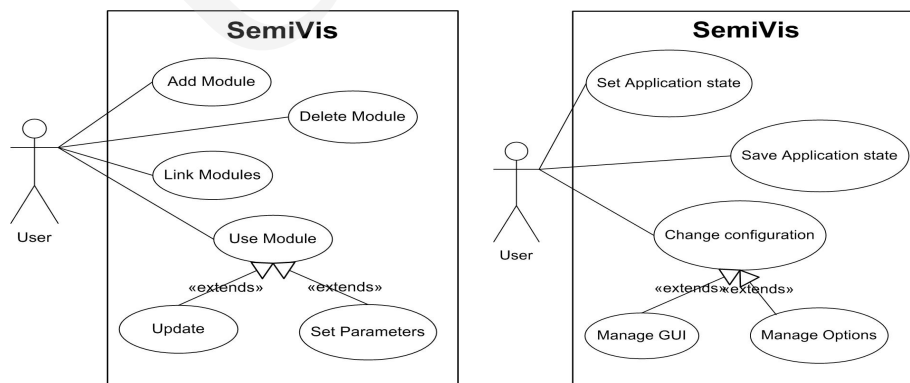 SemiVis
Add Module
Delete Module
Link Modules
User
Use Module
«extends»
«extends»
Update
Set Parameters
SemiVis
Set Application state
Save Application state
User
Change configuration
«extends»
«extends»
Manage GUI
Manage Options